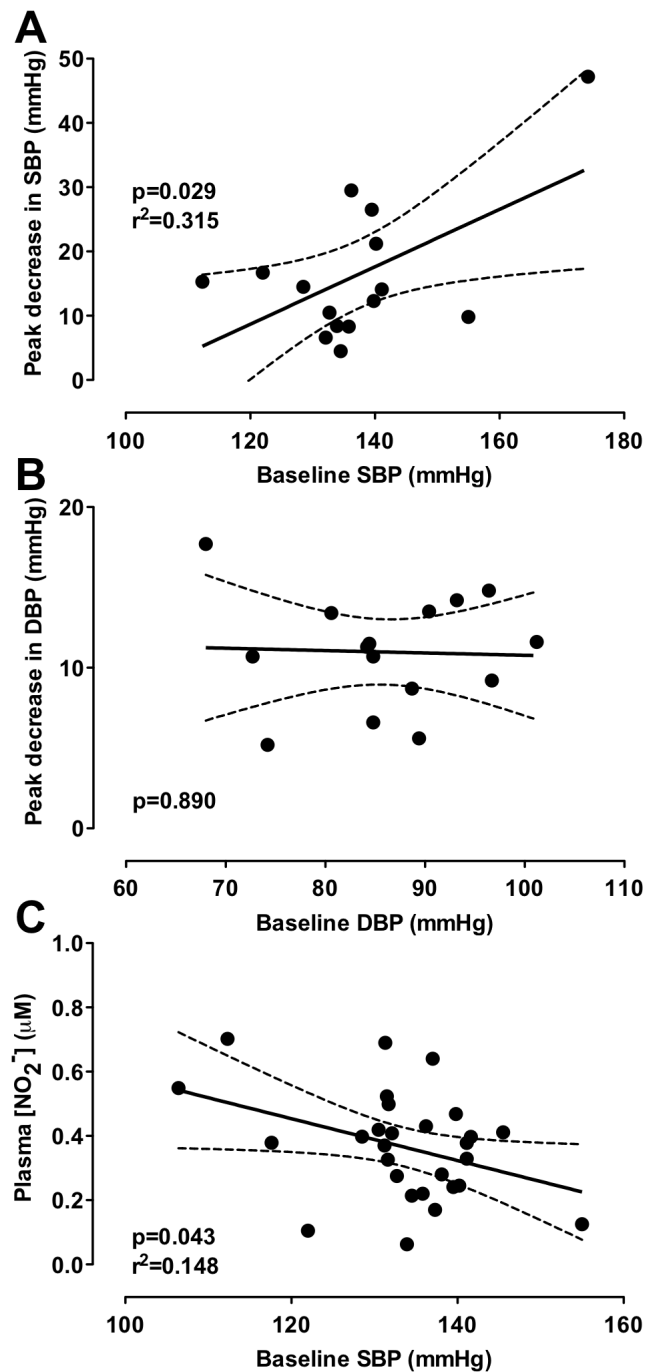 A
Peak decrease in SBP (mmHg)
50
40
30
20
10
0
p=0.029
r²=0.315
100 120 140 160 180
Baseline SBP (mmHg)
B
Peak decrease in DBP (mmHg)
20
10
0
p=0.890
60 70 80 90 100 110
Baseline DBP (mmHg)
C
Plasma [NO₂⁻] (μM)
1.0
0.8
0.6
0.4
0.2
0.0
p=0.043
r²=0.148
100 120 140 160
Baseline SBP (mmHg)